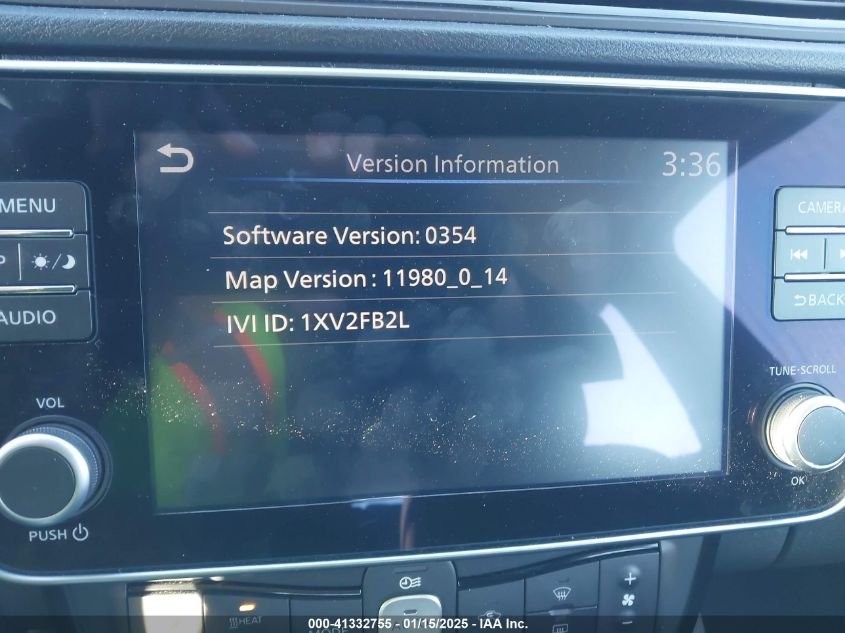 Version Information 3:36
Software Version: 0354
Map Version : 11980_0_14
IVI ID: 1XV2FB2L
MENU
AUDIO
VOL
PUSH
CAMERA
BACK
TUNE·SCROLL
OK
HEAT
MODE
000-41332755 - 01/15/2025 - IAA Inc.